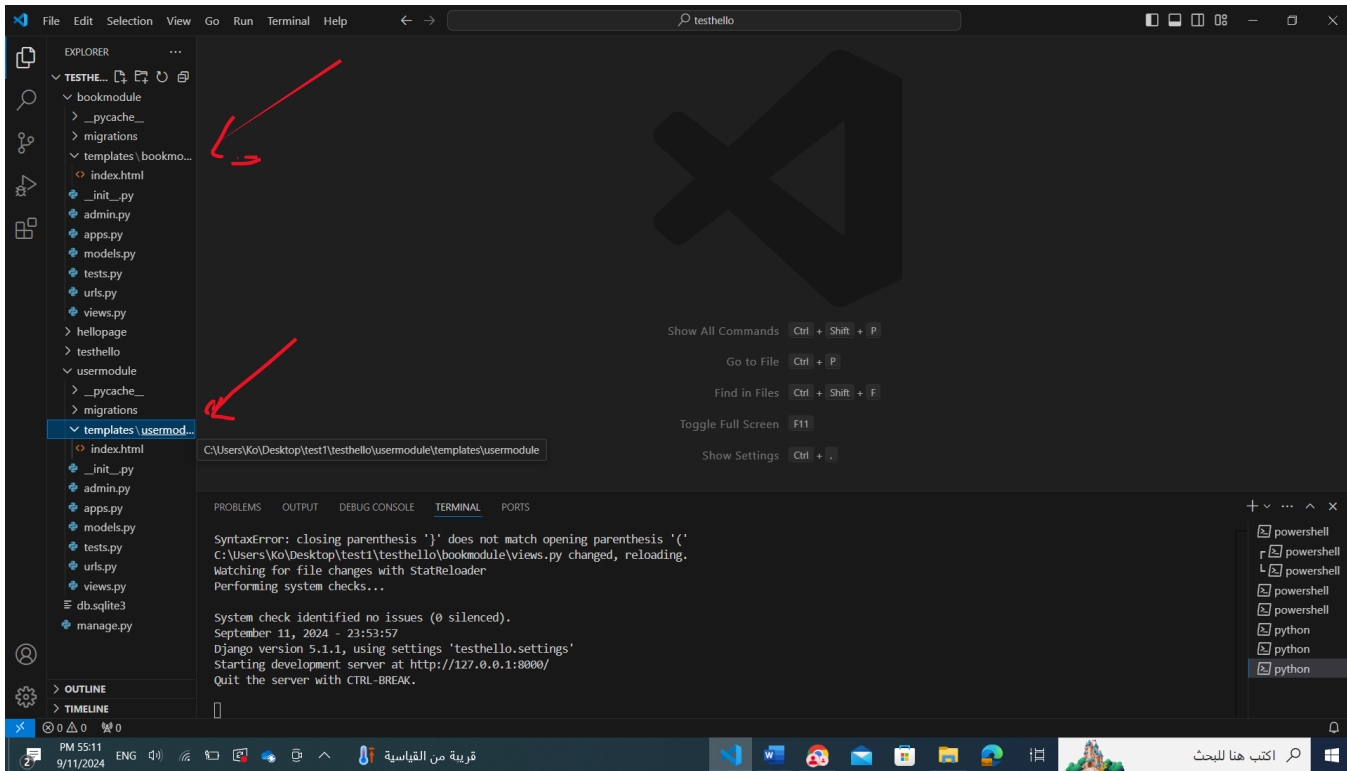 File Edit Selection View Go Run Terminal Help
testhello
EXPLORER
TESTHE...
bookmodule
__pycache__
migrations
templates\bookmo...
index.html
__init__.py
admin.py
apps.py
models.py
tests.py
urls.py
views.py
hellopage
testhello
usermodule
__pycache__
migrations
templates\usermod...
index.html
__init__.py
admin.py
apps.py
models.py
tests.py
urls.py
views.py
db.sqlite3
manage.py
OUTLINE
TIMELINE
C:\Users\Ko\Desktop\test1\testhello\usermodule\templates\usermodule
Show All Commands Ctrl + Shift + P
Go to File Ctrl + P
Find in Files Ctrl + Shift + F
Toggle Full Screen F11
Show Settings Ctrl + ,
PROBLEMS OUTPUT DEBUG CONSOLE TERMINAL PORTS
SyntaxError: closing parenthesis '}' does not match opening parenthesis '('
C:\Users\Ko\Desktop\test1\testhello\bookmodule\views.py changed, reloading.
Watching for file changes with StatReloader
Performing system checks...
System check identified no issues (0 silenced).
September 11, 2024 - 23:53:57
Django version 5.1.1, using settings 'testhello.settings'
Starting development server at http://127.0.0.1:8000/
Quit the server with CTRL-BREAK.
powershell
powershell
powershell
powershell
powershell
python
python
python
0 0 0
2
PM 55:11
9/11/2024
ENG
قريبة من القياسية
اكتب هنا للبحث